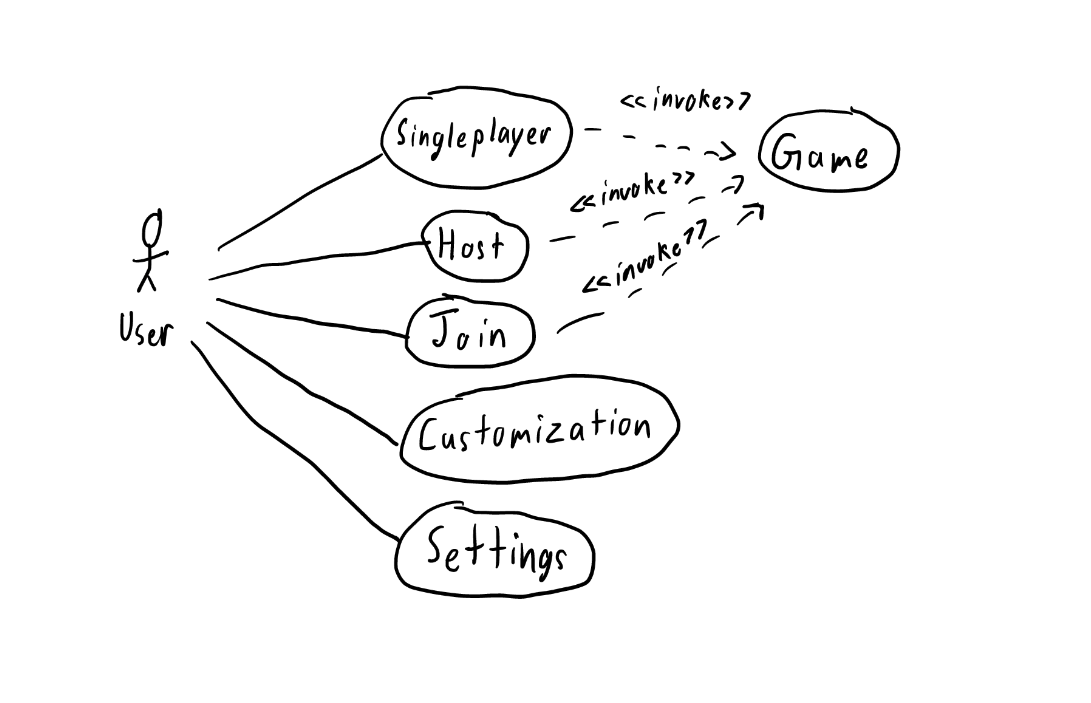 <<invoke>>
Singleplayer
Game
<<invoke>>
Host
<<invoke>>
User
Join
Customization
Settings